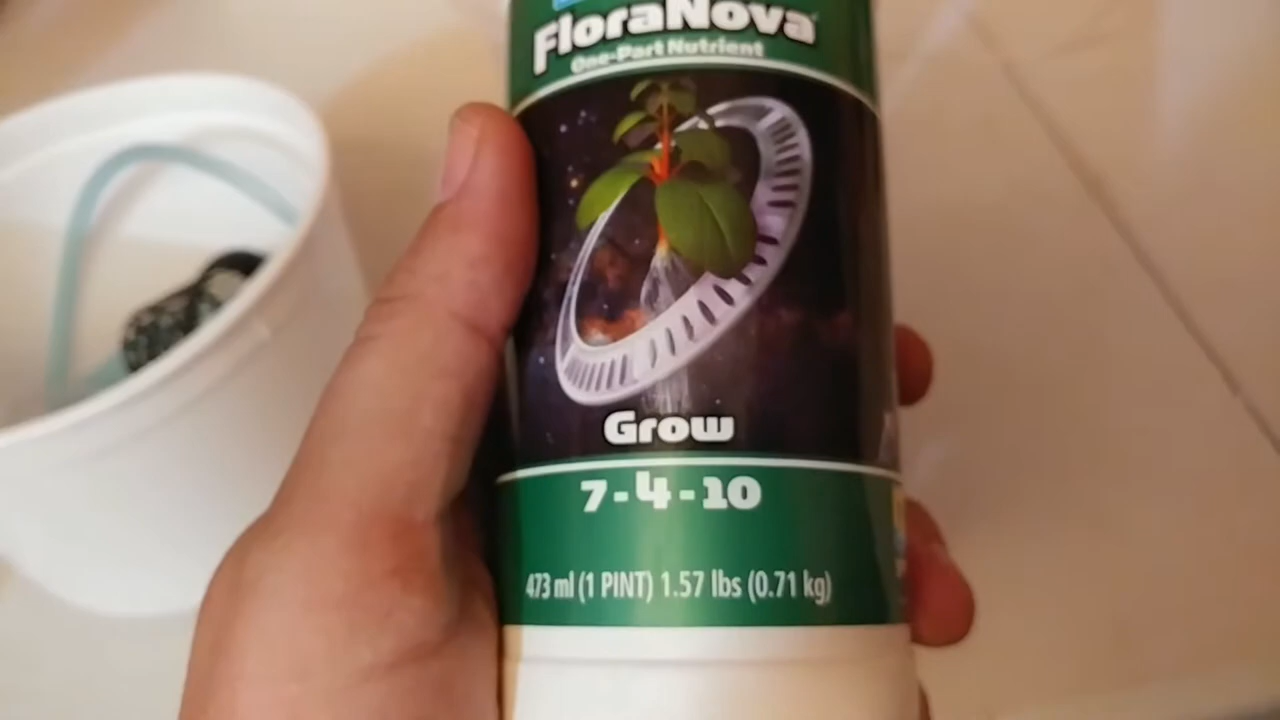 FloraNova
One-Part Nutrient
Grow
7-4-10
473 ml (1 PINT) 1.57 lbs (0.71 kg)